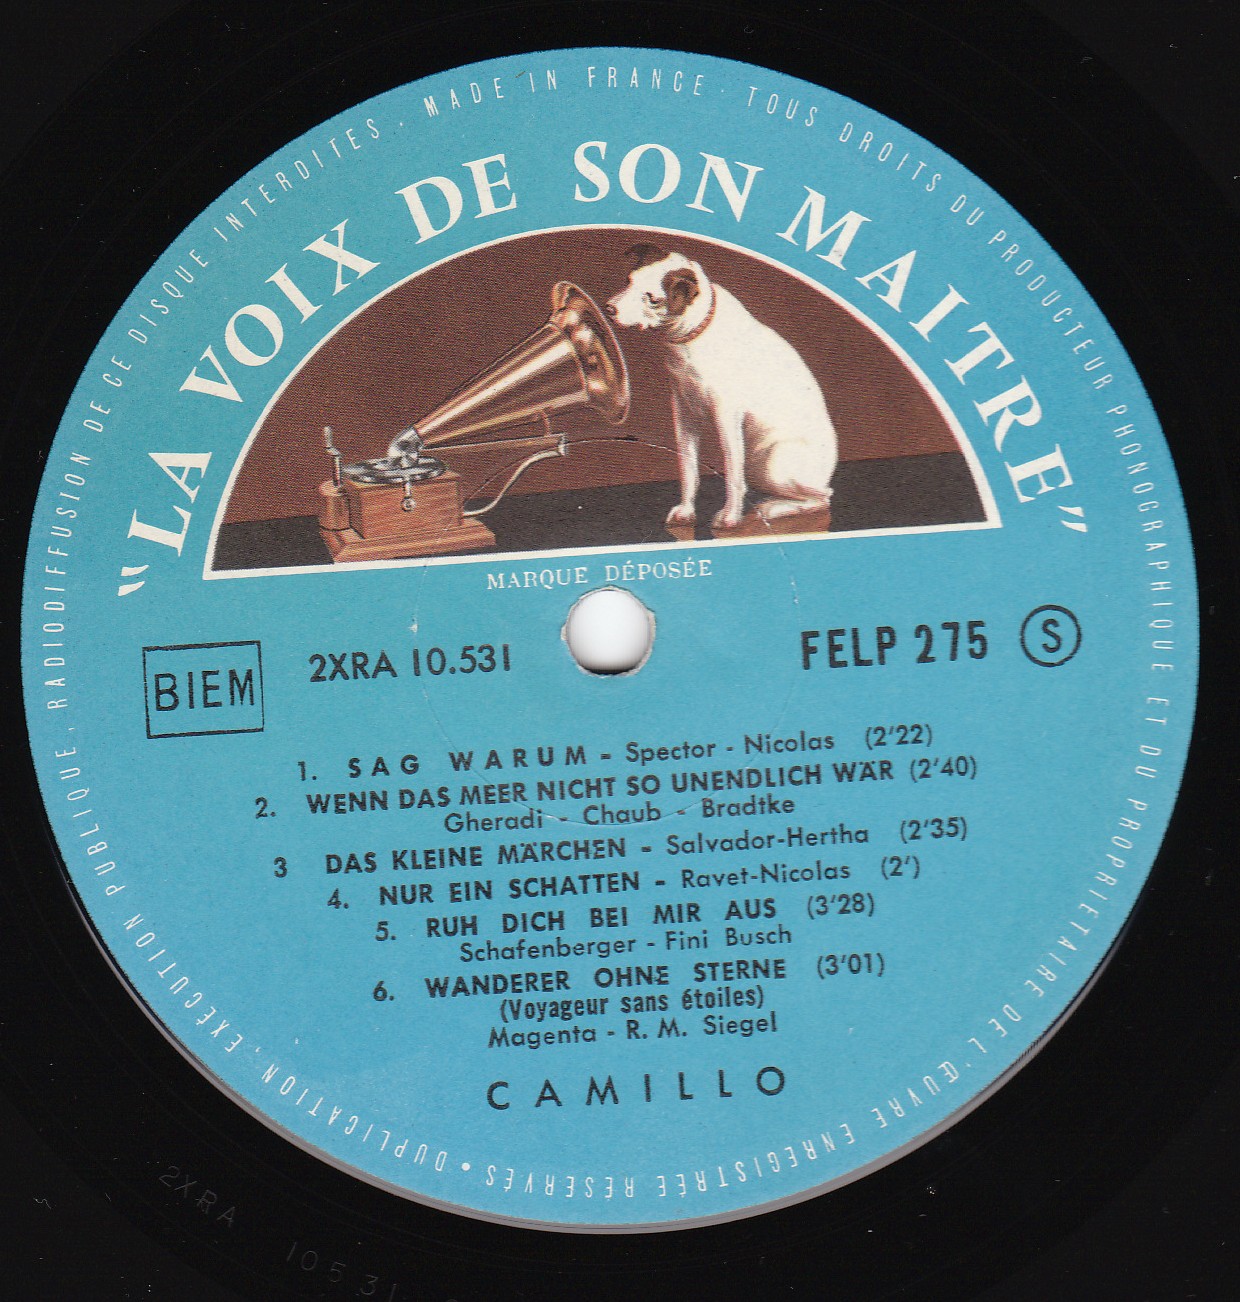 MADE IN FRANCE · TOUS DROITS DU PRODUCTEUR PHONOGRAPHIQUE ET DU PROPRIÉTAIRE DE L'ŒUVRE ENREGISTRÉE RÉSERVÉS • DUPLICATION, EXÉCUTION PUBLIQUE, RADIODIFFUSION DE CE DISQUE INTERDITES .
"LA VOIX DE SON MAITRE"
MARQUE DÉPOSÉE
BIEM
2XRA 10.531
FELP 275 S
1. SAG WARUM - Spector - Nicolas (2'22)
2. WENN DAS MEER NICHT SO UNENDLICH WÄR (2'40)
Gheradi - Chaub - Bradtke
3 DAS KLEINE MÄRCHEN - Salvador-Hertha (2'35)
4. NUR EIN SCHATTEN - Ravet-Nicolas (2')
5. RUH DICH BEI MIR AUS (3'28)
Schafenberger - Fini Busch
6. WANDERER OHNE STERNE (3'01)
(Voyageur sans étoiles)
Magenta - R. M. Siegel
CAMILLO
2XRA 10531